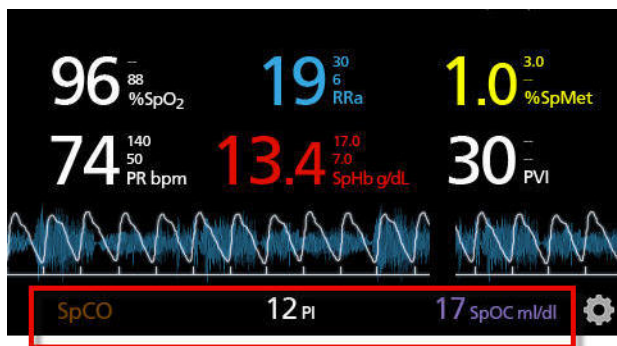 96 – 88 %SpO₂ 19 30 6 RRa 1.0 3.0 – %SpMet
74 140 50 PR bpm 13.4 17.0 7.0 SpHb g/dL 30 – – PVI
SpCO 12 PI 17 SpOC ml/dl